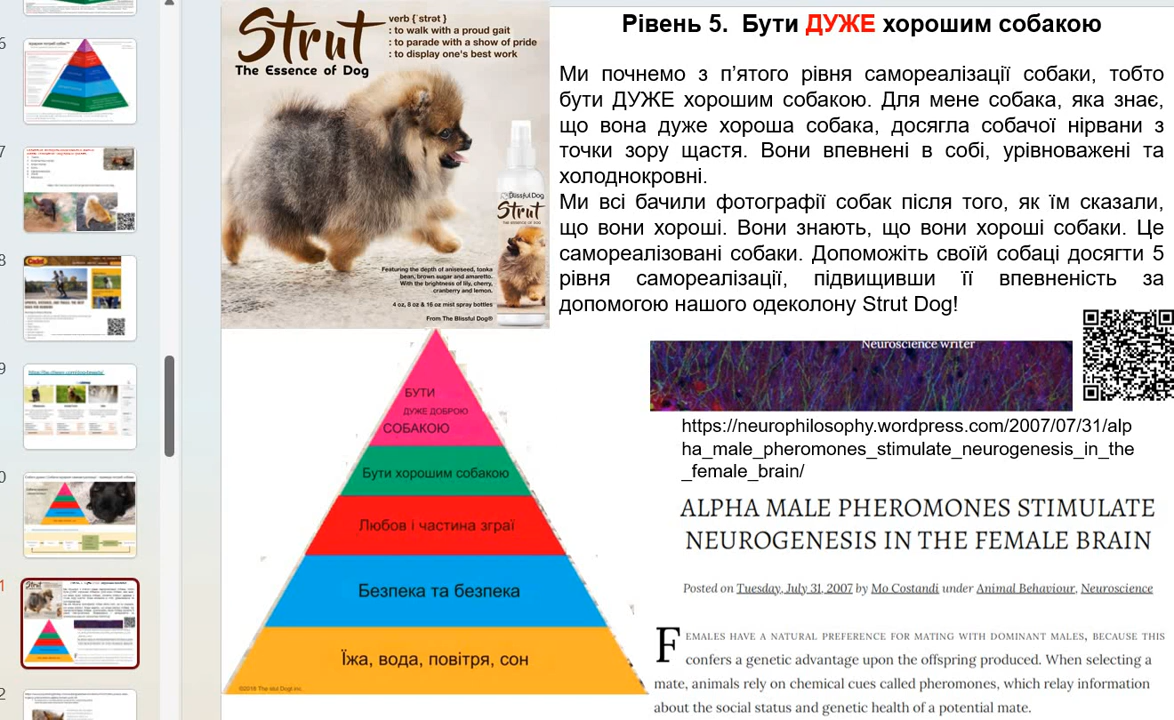 Strut
The Essence of Dog
verb {ˈstrət }
: to walk with a proud gait
: to parade with a show of pride
: to display one's best work
Blissful Dog
Strut
THE ESSENCE OF DOG
Featuring the depth of aniseseed, tonka
bean, brown sugar and amaretto.
With the brightness of lily, cherry,
cranberry and lemon.
4 oz, 8 oz & 16 oz mist spray bottles
From The Blissful Dog®
Рівень 5. Бути ДУЖЕ хорошим собакою
Ми почнемо з п’ятого рівня самореалізації собаки, тобто
бути ДУЖЕ хорошим собакою. Для мене собака, яка знає,
що вона дуже хороша собака, досягла собачої нірвани з
точки зору щастя. Вони впевнені в собі, урівноважені та
холоднокровні.
Ми всі бачили фотографії собак після того, як їм сказали,
що вони хороші. Вони знають, що вони хороші собаки. Це
самореалізовані собаки. Допоможіть своїй собаці досягти 5
рівня самореалізації, підвищивши її впевненість за
допомогою нашого одеколону Strut Dog!
БУТИ
ДУЖЕ ДОБРОЮ
СОБАКОЮ
Бути хорошим собакою
Любов і частина зграї
Безпека та безпека
Їжа, вода, повітря, сон
Neuroscience writer
https://neurophilosophy.wordpress.com/2007/07/31/alp
ha_male_pheromones_stimulate_neurogenesis_in_the
_female_brain/
ALPHA MALE PHEROMONES STIMULATE
NEUROGENESIS IN THE FEMALE BRAIN
Posted on Tuesday, July 31, 2007 by Mo Costandi under Animal Behaviour, Neuroscience
FEMALES HAVE A NATURAL PREFERENCE FOR MATING WITH DOMINANT MALES, BECAUSE THIS
confers a genetic advantage upon the offspring produced. When selecting a
mate, animals rely on chemical cues called pheromones, which relay information
about the social status and genetic health of a potential mate.